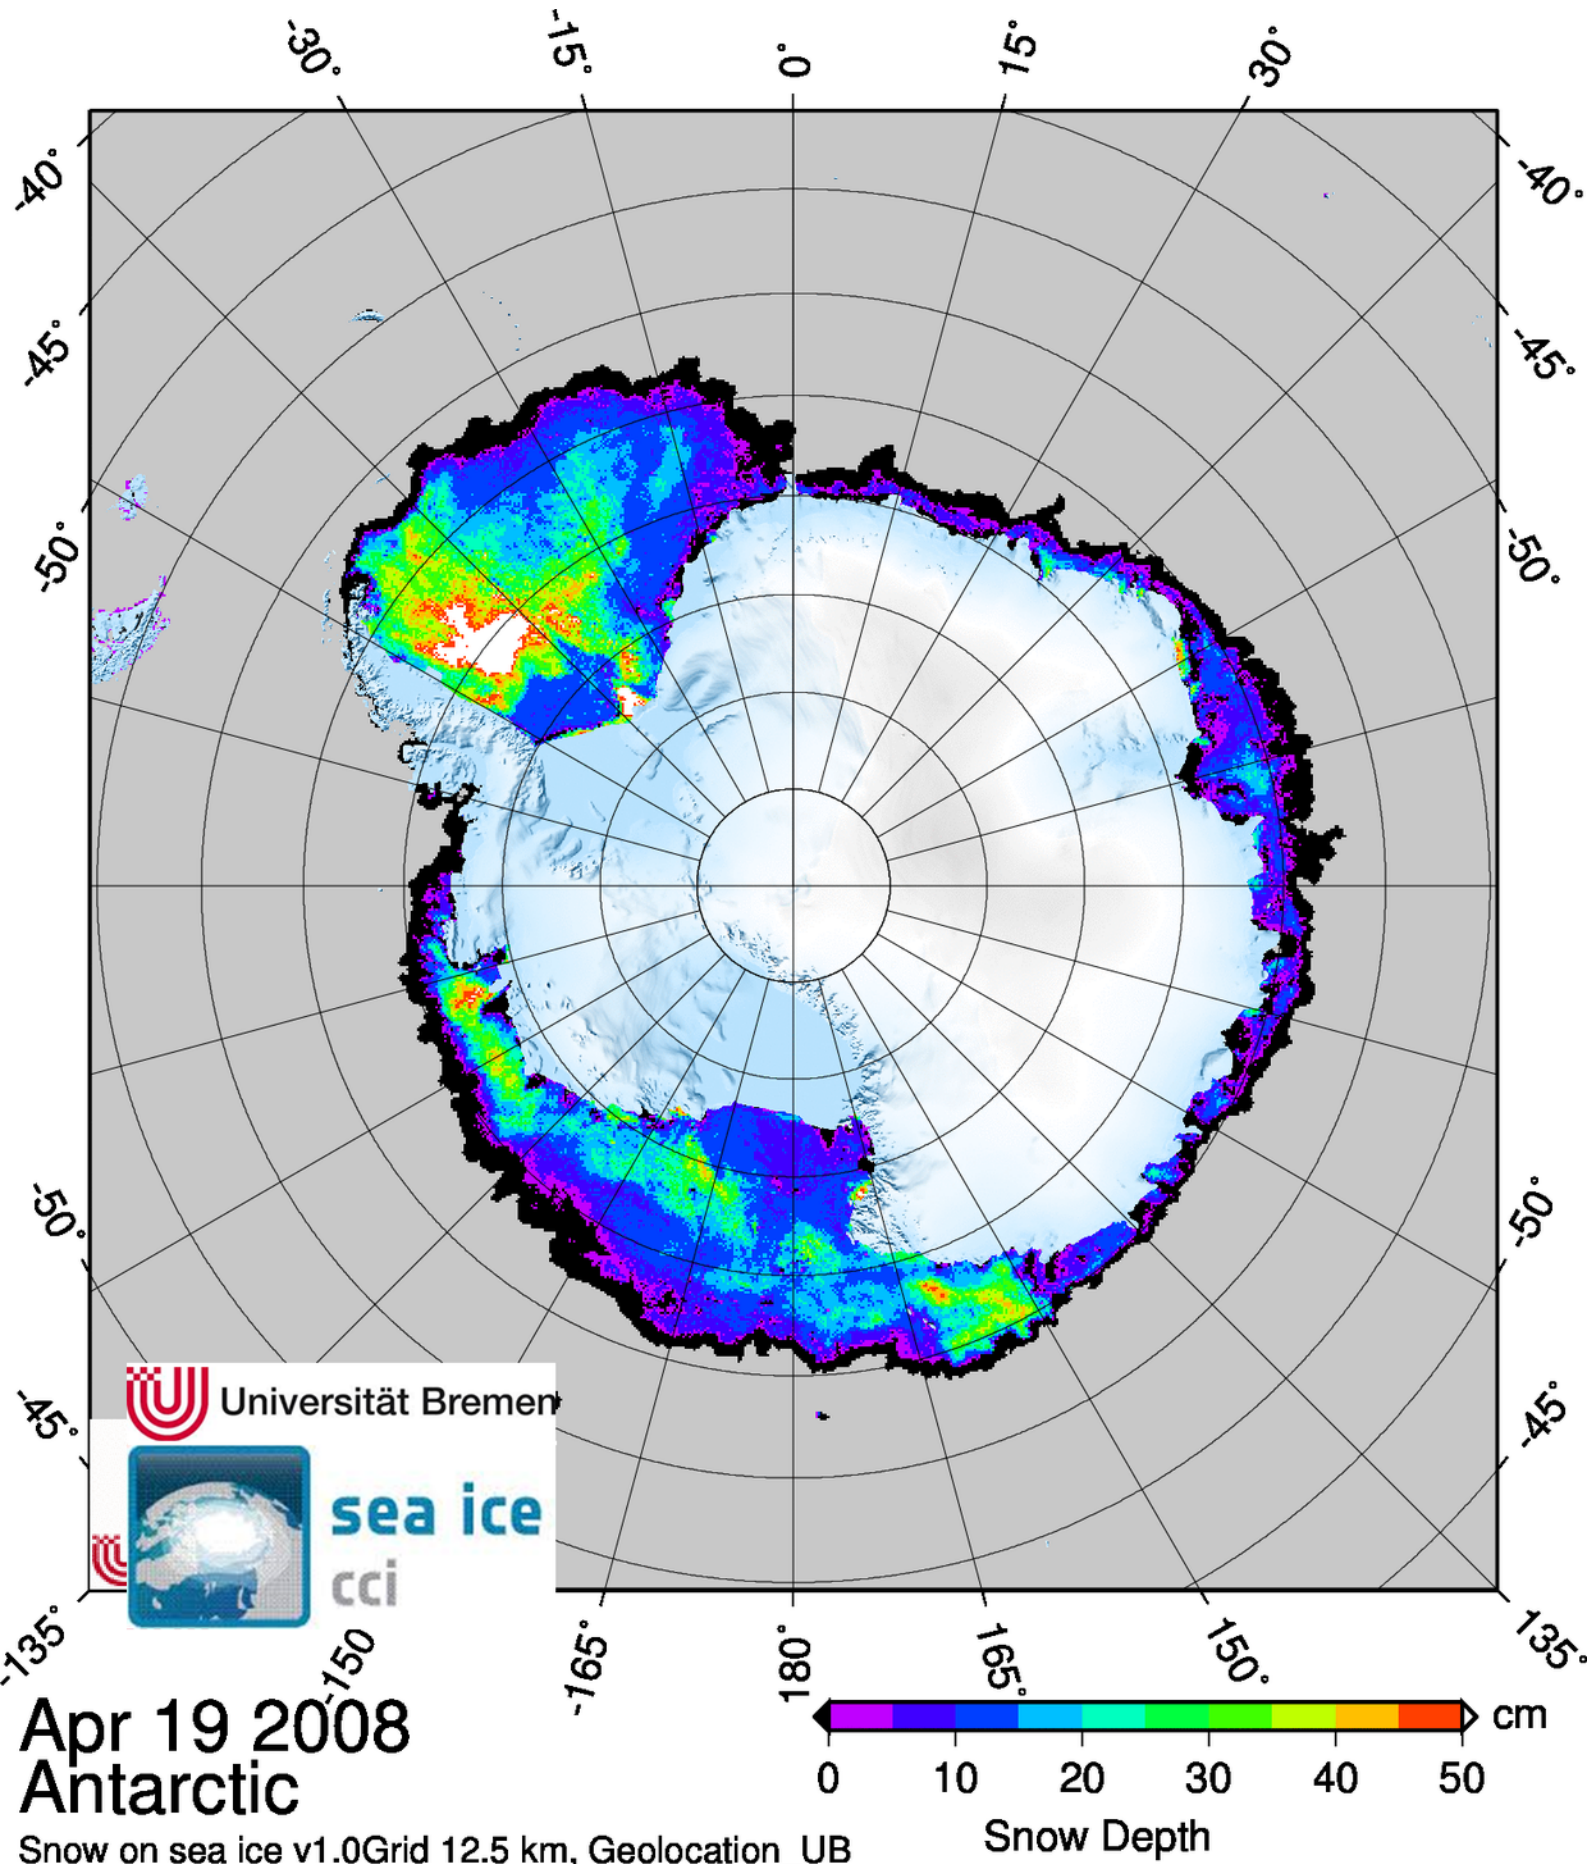 -30° -15° 0° 15° 30°
-40° -40°
-45° -45°
-50° -50°
-50° -50°
-45° -45°
Universität Bremen
sea ice
cci
-135° -150 -165° 180° 165° 150° 135°
Apr 19 2008
Antarctic
Snow on sea ice v1.0Grid 12.5 km, Geolocation UB
cm
0 10 20 30 40 50
Snow Depth